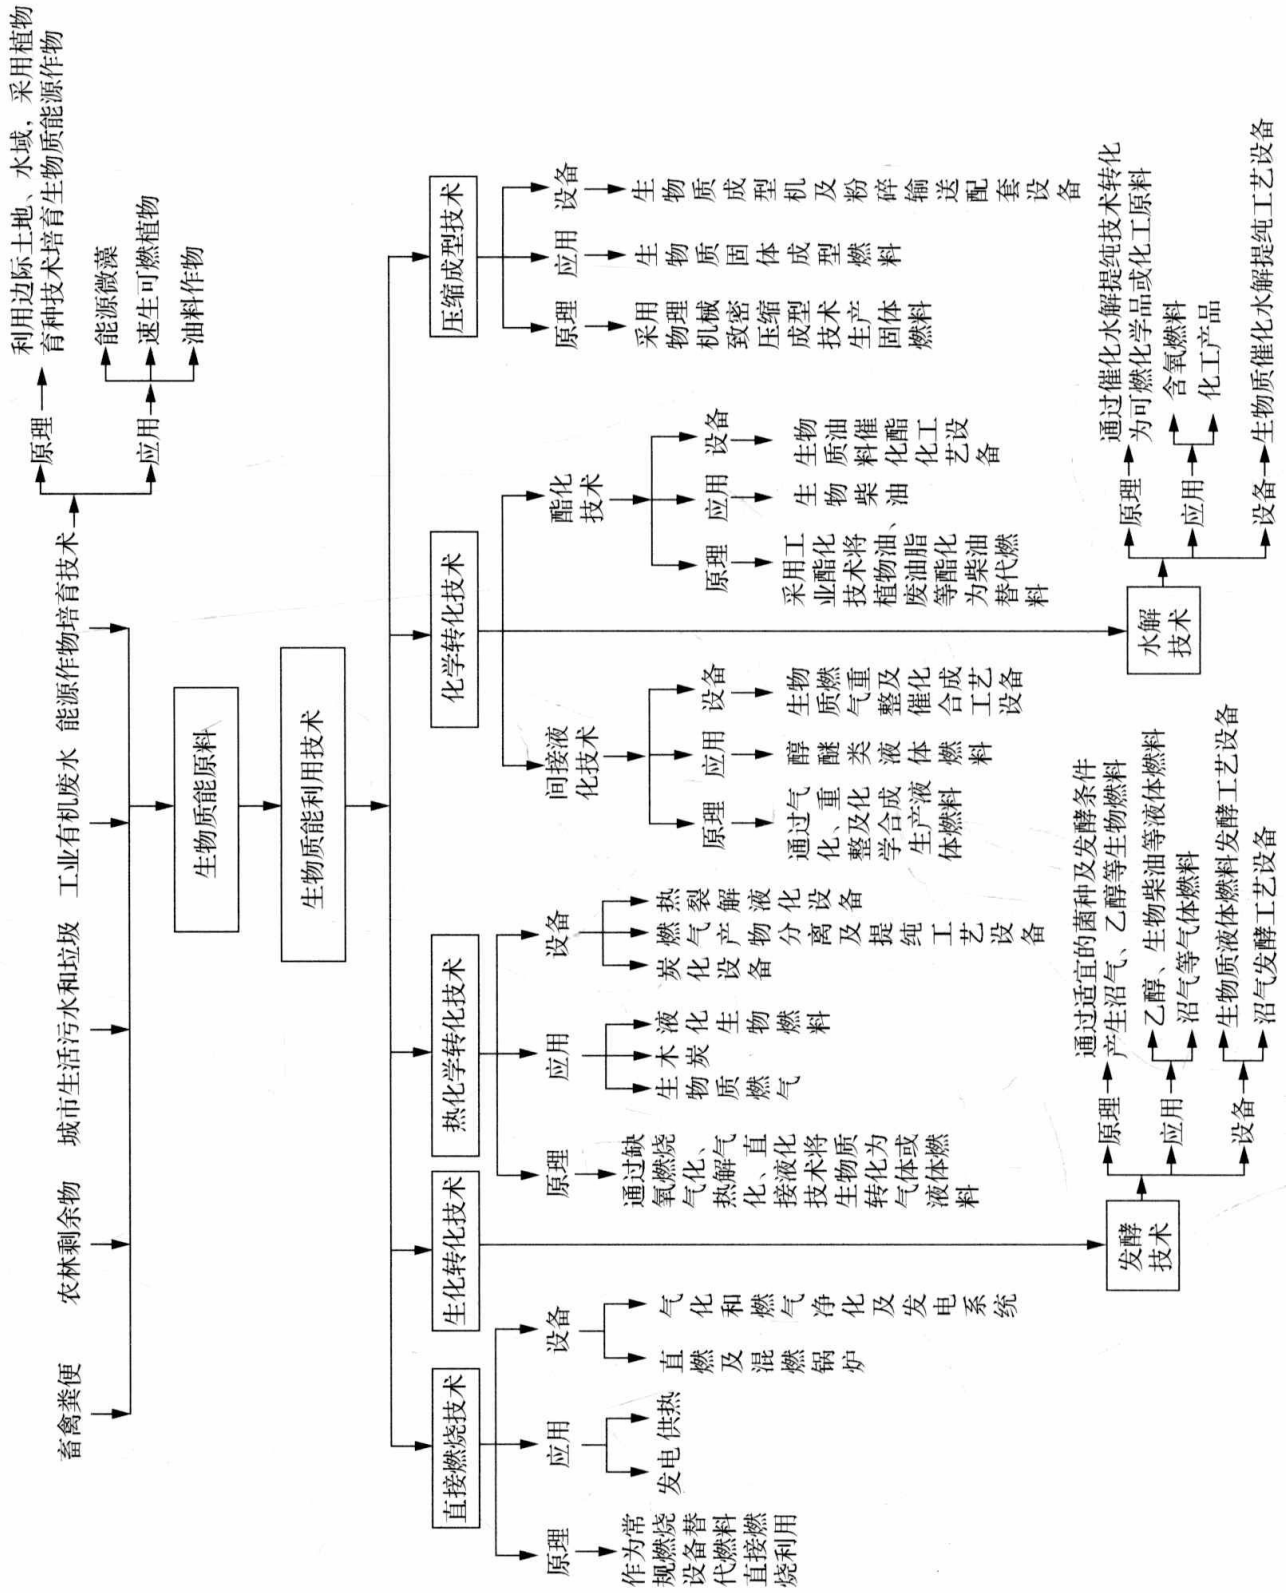 畜禽粪便
农林剩余物
城市生活污水和垃圾
工业有机废水
能源作物培育技术
原理
利用边际土地、水域，采用植物
育种技术培育生物质能源作物
应用
能源微藻
速生可燃植物
油料作物
生物质能原料
生物质能利用技术
直接燃烧技术
原理
作为常
规燃烧
设备替
代燃料
直接燃
烧利用
应用
发电
供热
设备
直燃及混燃锅炉
气化和燃气净化及发电系统
生化转化技术
发酵
技术
原理
通过适宜的菌种及发酵条件
产生沼气、乙醇等生物燃料
应用
乙醇、生物柴油等液体燃料
沼气等气体燃料
设备
生物质液体燃料发酵工艺设备
沼气发酵工艺设备
热化学转化技术
原理
通过缺
氧燃烧
气化、
热解气
化、直
接液化
技术将
生物质
转化为
气体或
液体燃
料
应用
生物质燃气
木炭
液化生物燃料
设备
炭化设备
燃气产物分离及提纯工艺设备
热裂解液化设备
化学转化技术
间接液
化技术
原理
通过气
化、重
整及化
学合成
生产液
体燃料
应用
醇醚类液体燃料
设备
生物
质燃
气重
整及
催化
合成
工艺
设备
酯化
技术
原理
采用工
业酯化
技术将
植物油、
废油脂
等酯化
为柴油
替代燃
料
应用
生物柴油
设备
生物
质油
料催
化酯
化工
艺设
备
水解
技术
原理
通过催化水解提纯技术转化
为可燃化学品或化工原料
应用
含氧燃料
化工产品
设备
生物质催化水解提纯工艺设备
压缩成型技术
原理
采用
物理
机械
致密
压缩
成型
技术
生产
固体
燃料
应用
生物质固体成型燃料
设备
生物质成型机及粉碎输送配套设备